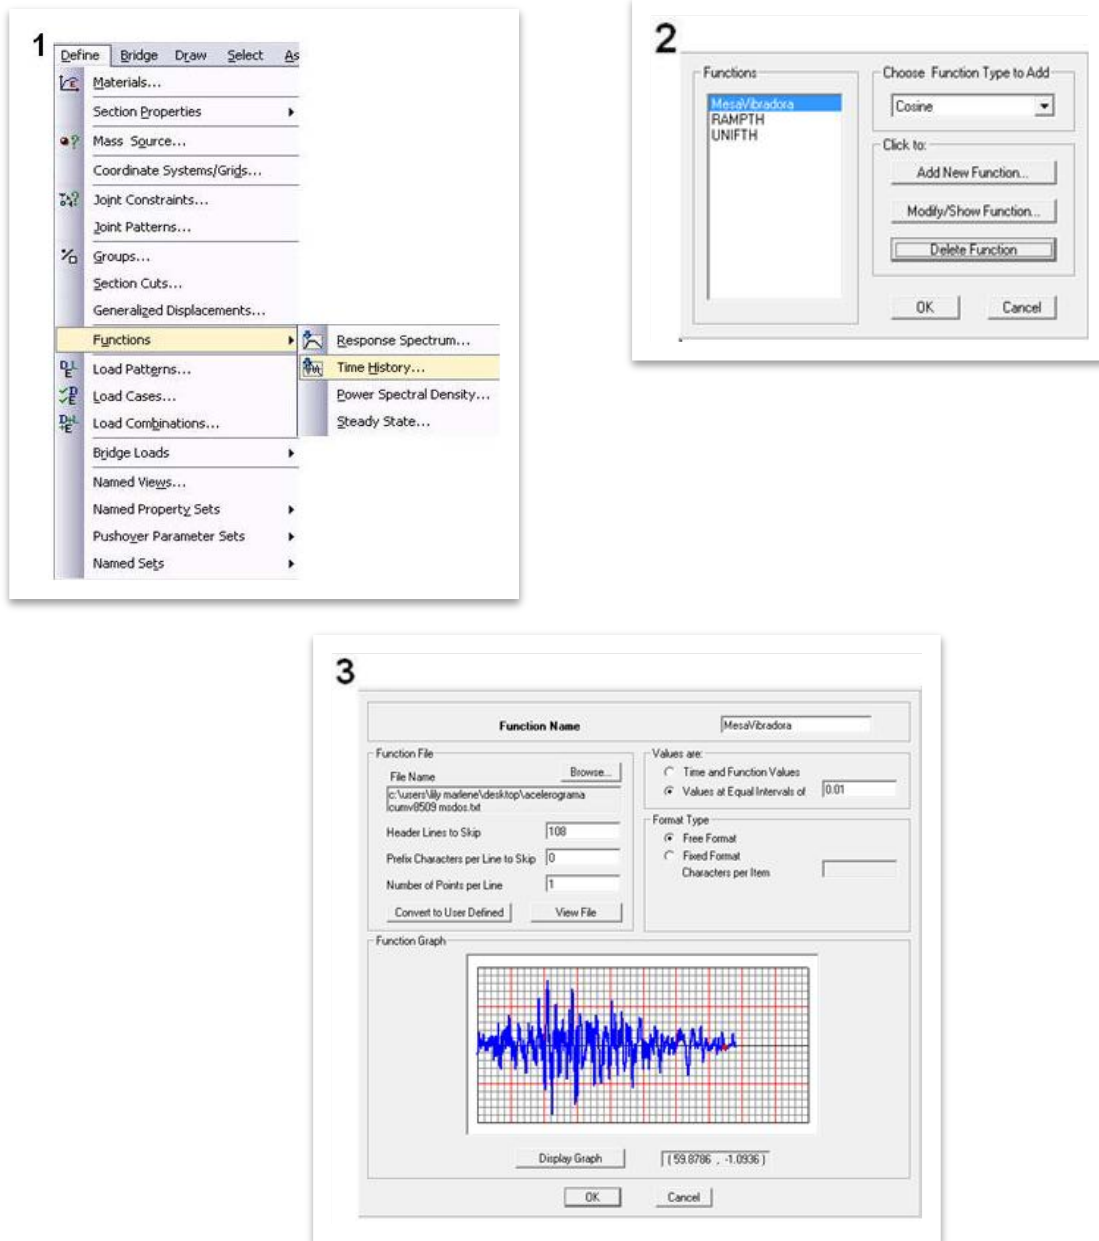 1
Define Bridge Draw Select As
Materials...
Section Properties
Mass Source...
Coordinate Systems/Grids...
Joint Constraints...
Joint Patterns...
Groups...
Section Cuts...
Generalized Displacements...
Functions
Response Spectrum...
Time History...
Power Spectral Density...
Steady State...
Load Patterns...
Load Cases...
Load Combinations...
Bridge Loads
Named Views...
Named Property Sets
Pushover Parameter Sets
Named Sets
2
Functions
MesaVibradora
RAMPTH
UNIFTH
Choose Function Type to Add
Cosine
Click to:
Add New Function...
Modify/Show Function...
Delete Function
OK Cancel
3
Function Name MesaVibradora
Function File
File Name Browse...
c:\users\lily marlene\desktop\acelerograma
icumv8509 msdos.txt
Header Lines to Skip 108
Prefix Characters per Line to Skip 0
Number of Points per Line 1
Convert to User Defined View File
Values are:
Time and Function Values
Values at Equal Intervals of 0.01
Format Type
Free Format
Fixed Format
Characters per Item
Function Graph
Display Graph (59.8786 , -1.0936)
OK Cancel